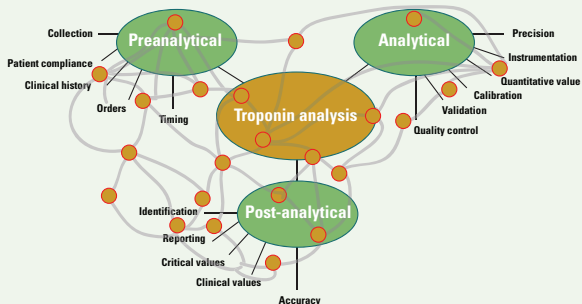 Preanalytical
Collection
Patient compliance
Clinical history
Orders
Timing
Analytical
Precision
Instrumentation
Quantitative value
Calibration
Validation
Quality control
Troponin analysis
Post-analytical
Identification
Reporting
Critical values
Clinical values
Accuracy